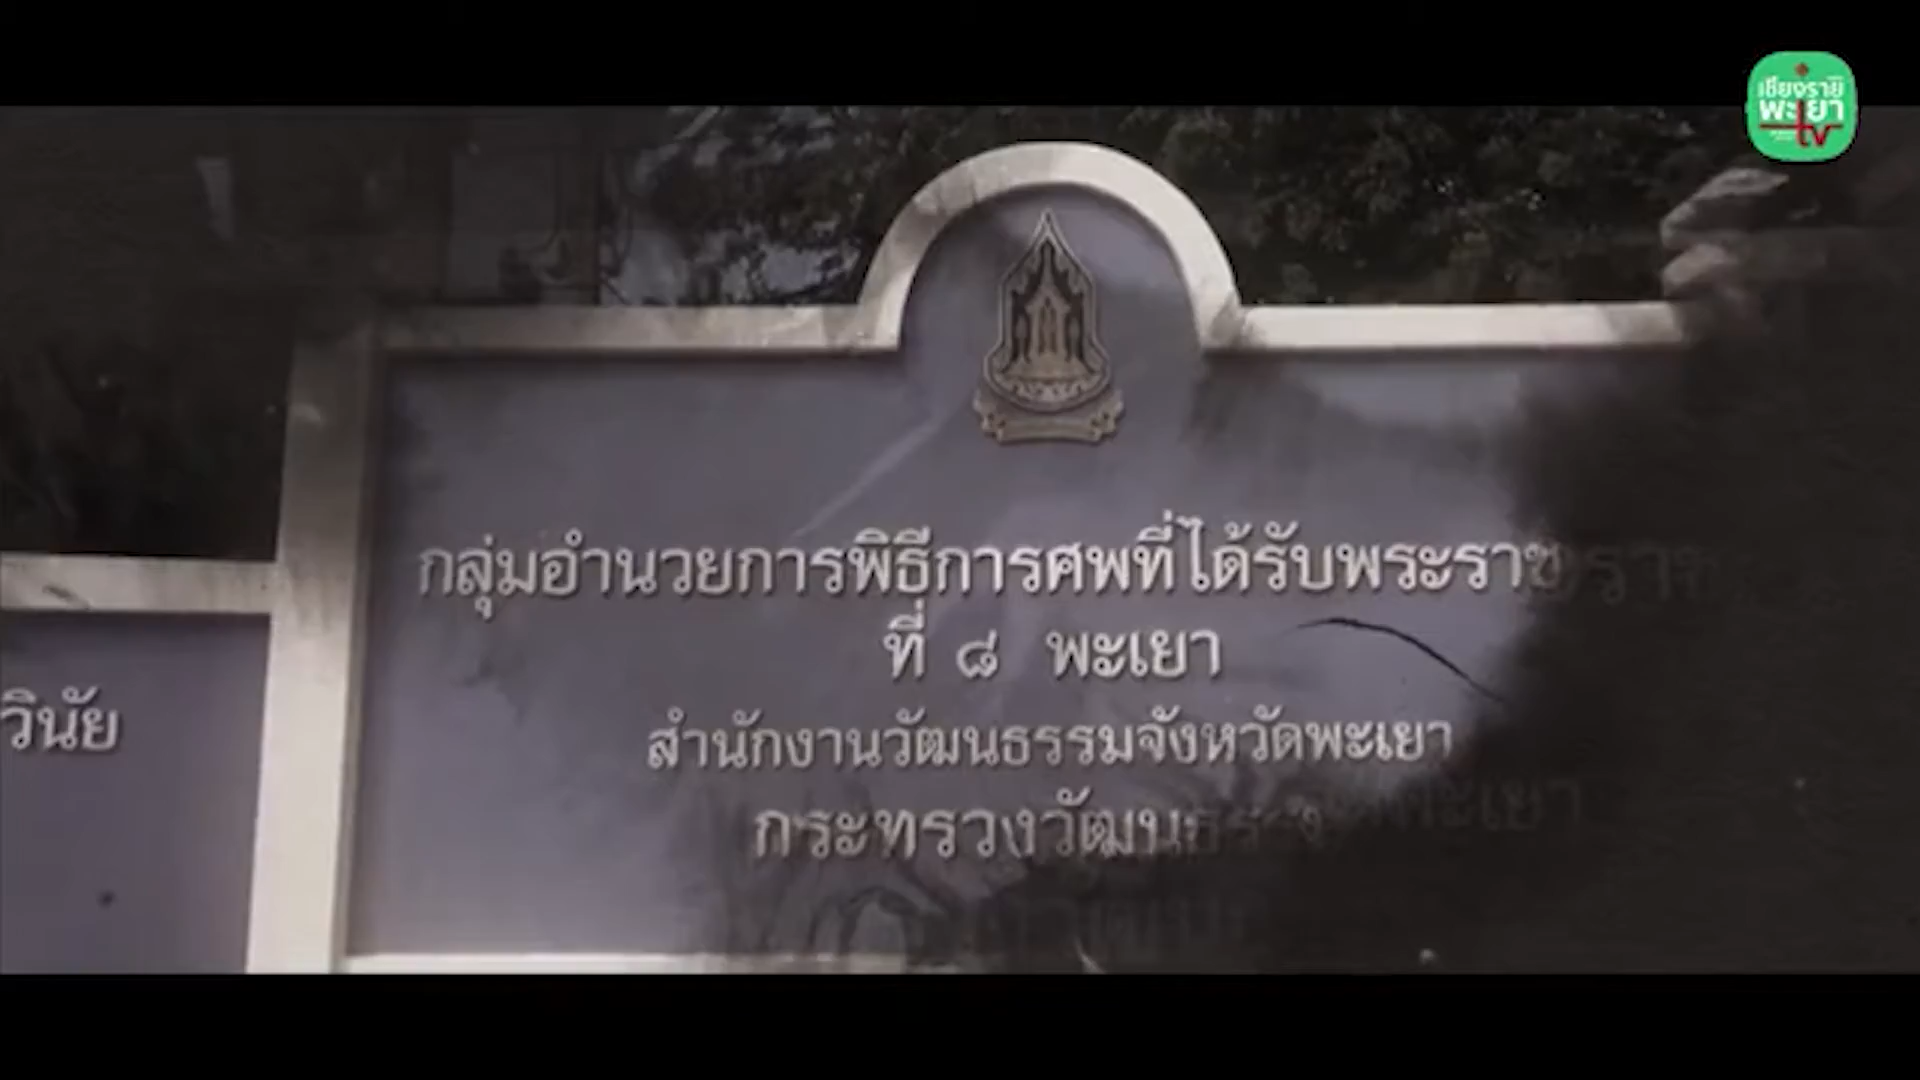 เชียงราย
พะเยา
tv
กลุ่มอำนวยการพิธีการศพที่ได้รับพระราช
ที่ ๘ พะเยา
สำนักงานวัฒนธรรมจังหวัดพะเยา
กระทรวงวัฒน
วินัย